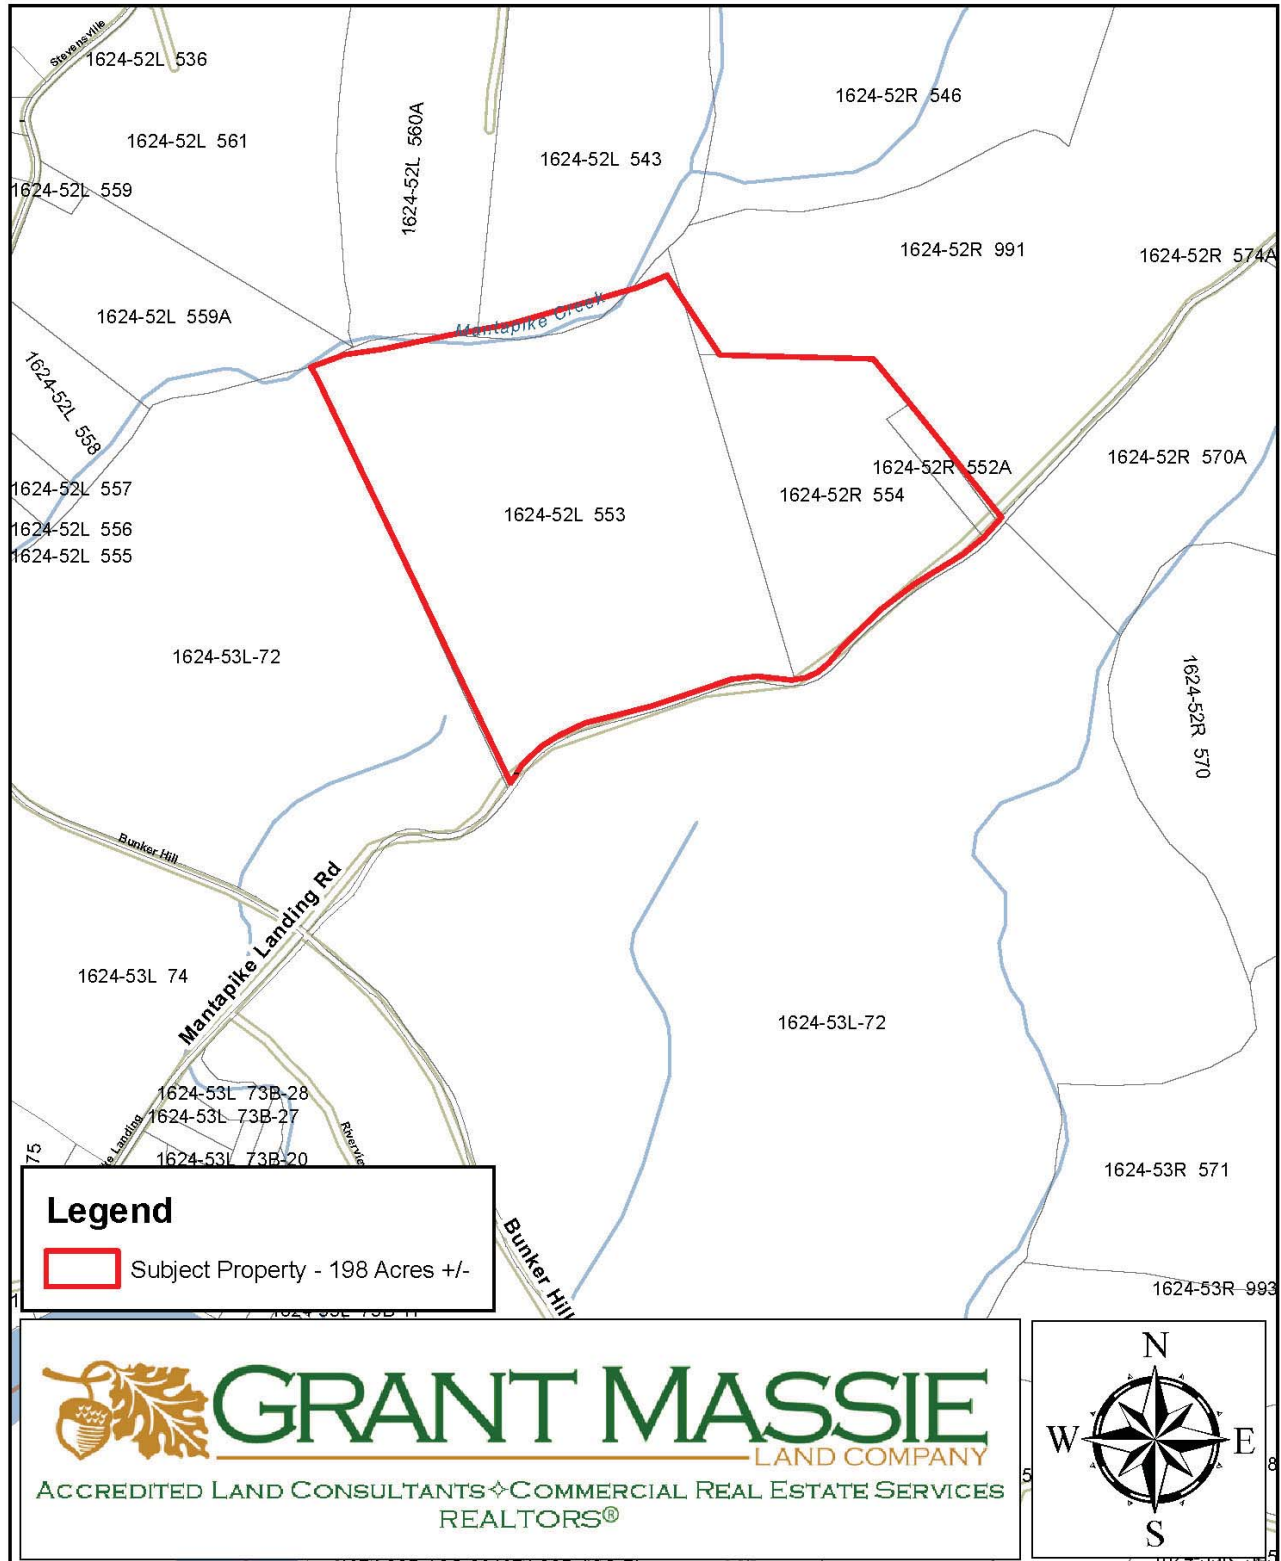 Stevensville
1624-52L 536
1624-52R 546
1624-52L 560A
1624-52L 561
1624-52L 543
1624-52L 559
1624-52R 991
1624-52R 574A
Mantapike Creek
1624-52L 559A
1624-52L 558
1624-52R 570A
1624-52R 552A
1624-52L 557
1624-52R 554
1624-52L 553
1624-52L 556
1624-52L 555
1624-53L-72
1624-52R 570
Bunker Hill
Mantapike Landing Rd
1624-53L 74
1624-53L-72
1624-53L 73B-28
1624-53L 73B-27
ke Landing
Rivervie
75
1624-53L 73B-20
1624-53R 571
Legend
Subject Property - 198 Acres +/-
Bunker Hill
1624-53R 993
GRANT MASSIE
LAND COMPANY
ACCREDITED LAND CONSULTANTS✧COMMERCIAL REAL ESTATE SERVICES
REALTORS®
N
W
E
S